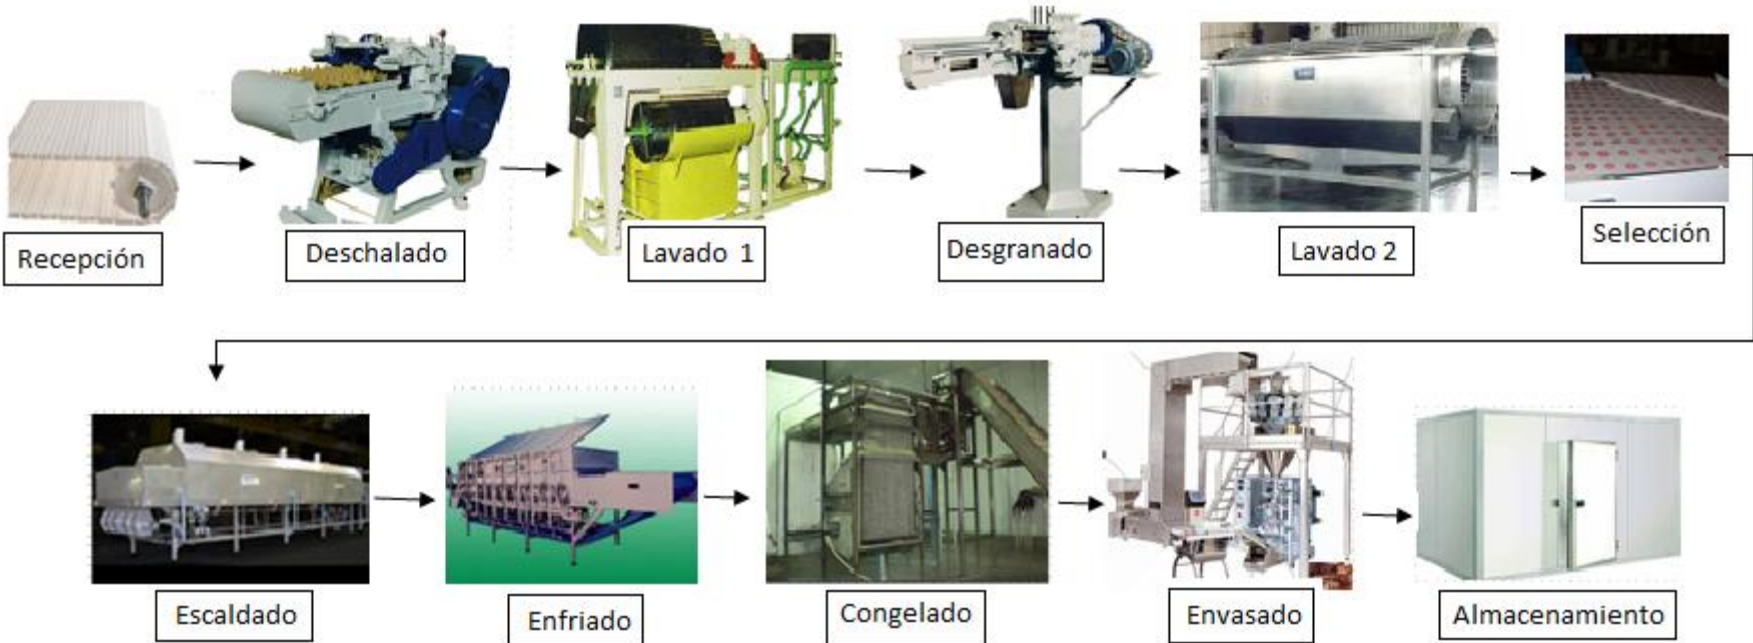 Recepción
Deschalado
Lavado 1
Desgranado
Lavado 2
Selección
Escaldado
Enfriado
Congelado
Envasado
Almacenamiento